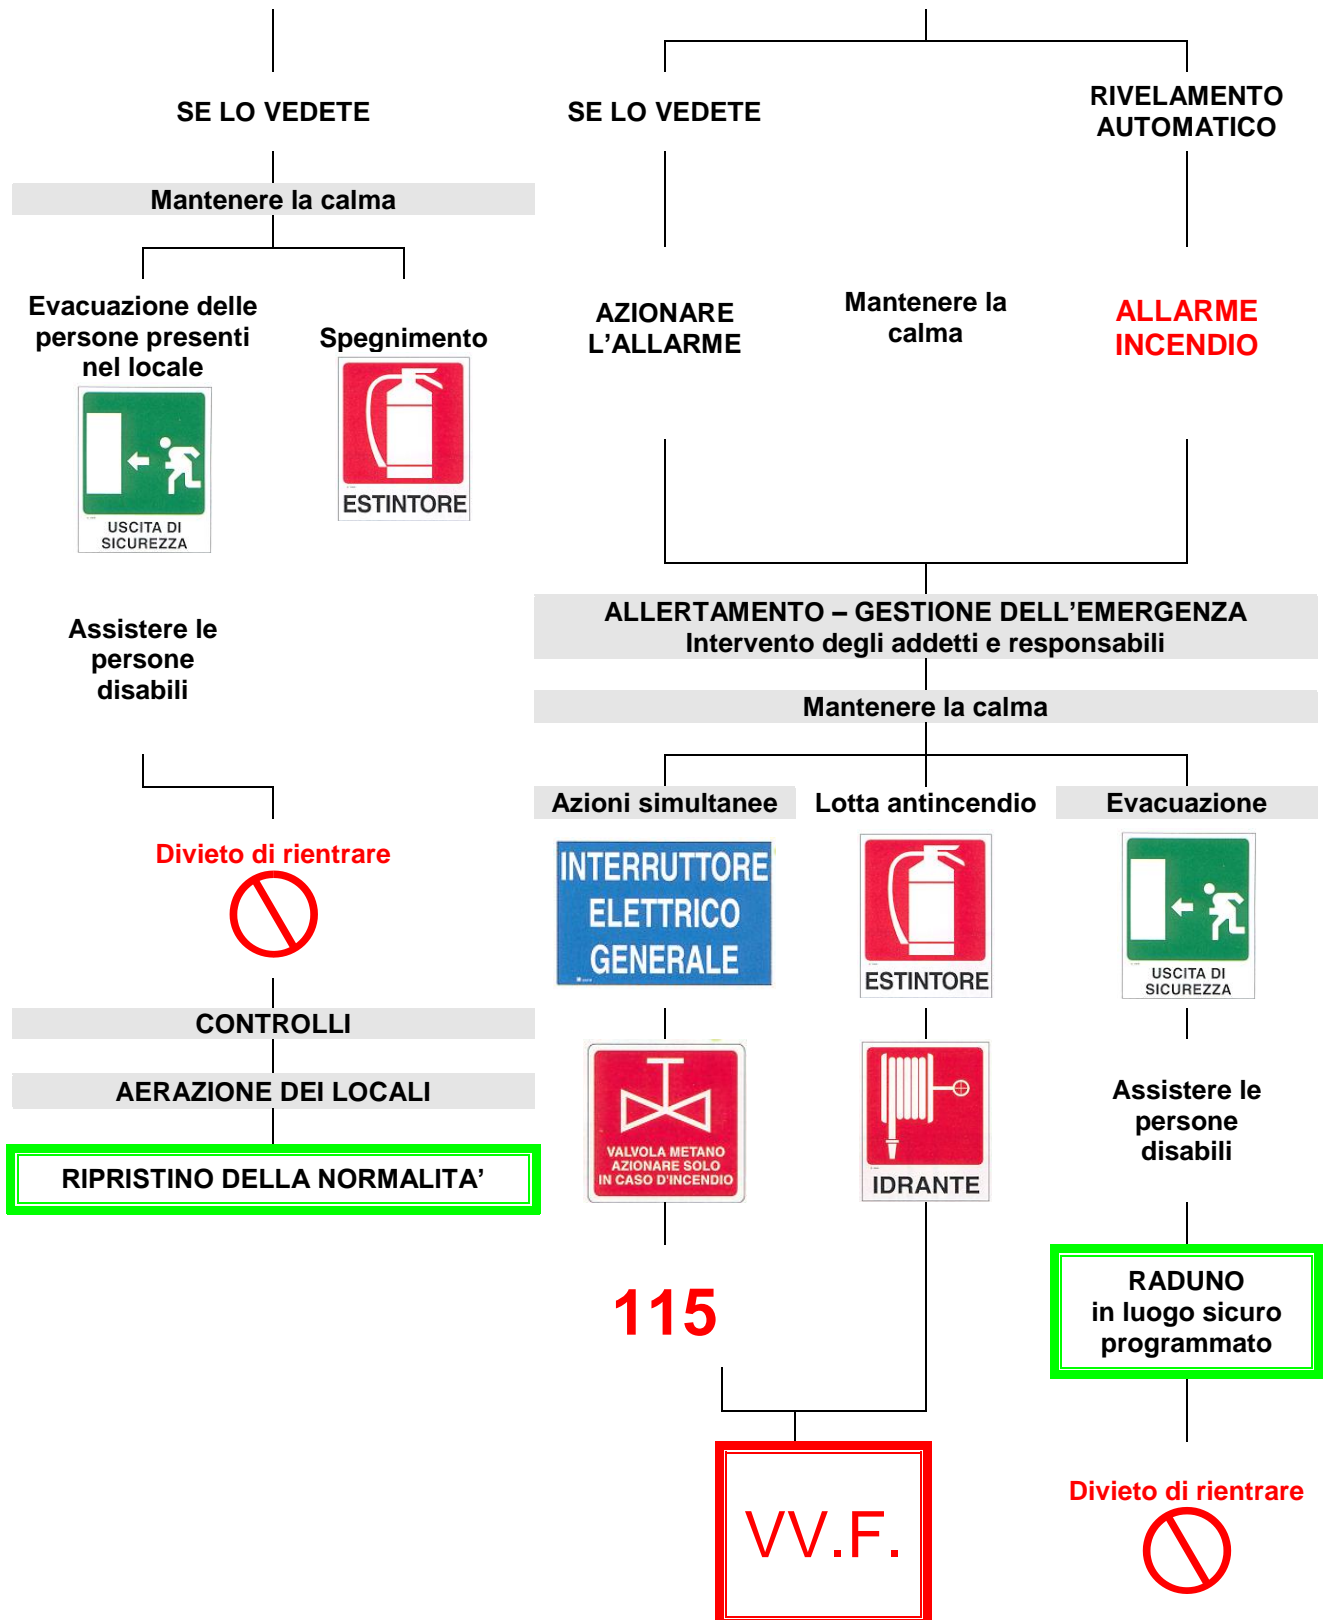 SE LO VEDETE
Mantenere la calma
Evacuazione delle
persone presenti
nel locale
USCITA DI
SICUREZZA
Spegnimento
ESTINTORE
Assistere le
persone
disabili
Divieto di rientrare
CONTROLLI
AERAZIONE DEI LOCALI
RIPRISTINO DELLA NORMALITA’
SE LO VEDETE
RIVELAMENTO
AUTOMATICO
AZIONARE
L’ALLARME
Mantenere la
calma
ALLARME
INCENDIO
ALLERTAMENTO – GESTIONE DELL’EMERGENZA
Intervento degli addetti e responsabili
Mantenere la calma
Azioni simultanee
INTERRUTTORE
ELETTRICO
GENERALE
VALVOLA METANO
AZIONARE SOLO
IN CASO D'INCENDIO
115
Lotta antincendio
ESTINTORE
IDRANTE
VV.F.
Evacuazione
USCITA DI
SICUREZZA
Assistere le
persone
disabili
RADUNO
in luogo sicuro
programmato
Divieto di rientrare